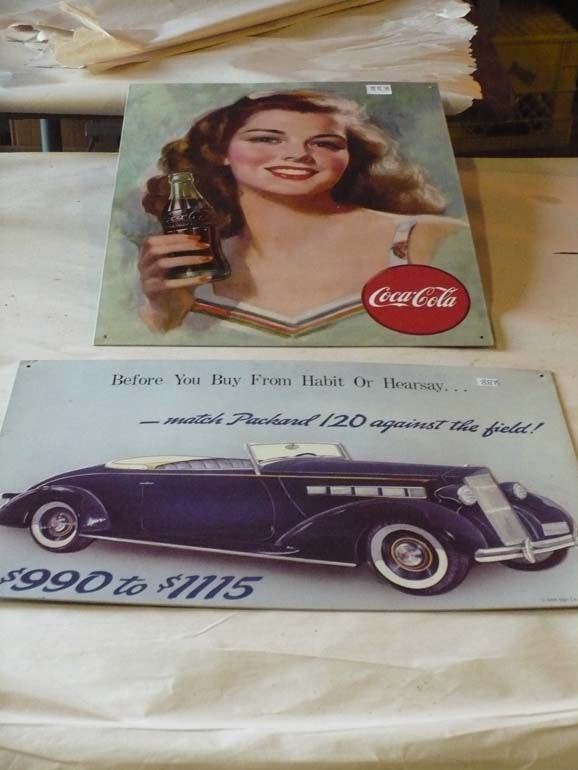 Coca-Cola
Before You Buy From Habit Or Hearsay...
— match Packard 120 against the field!
$990 to $1115